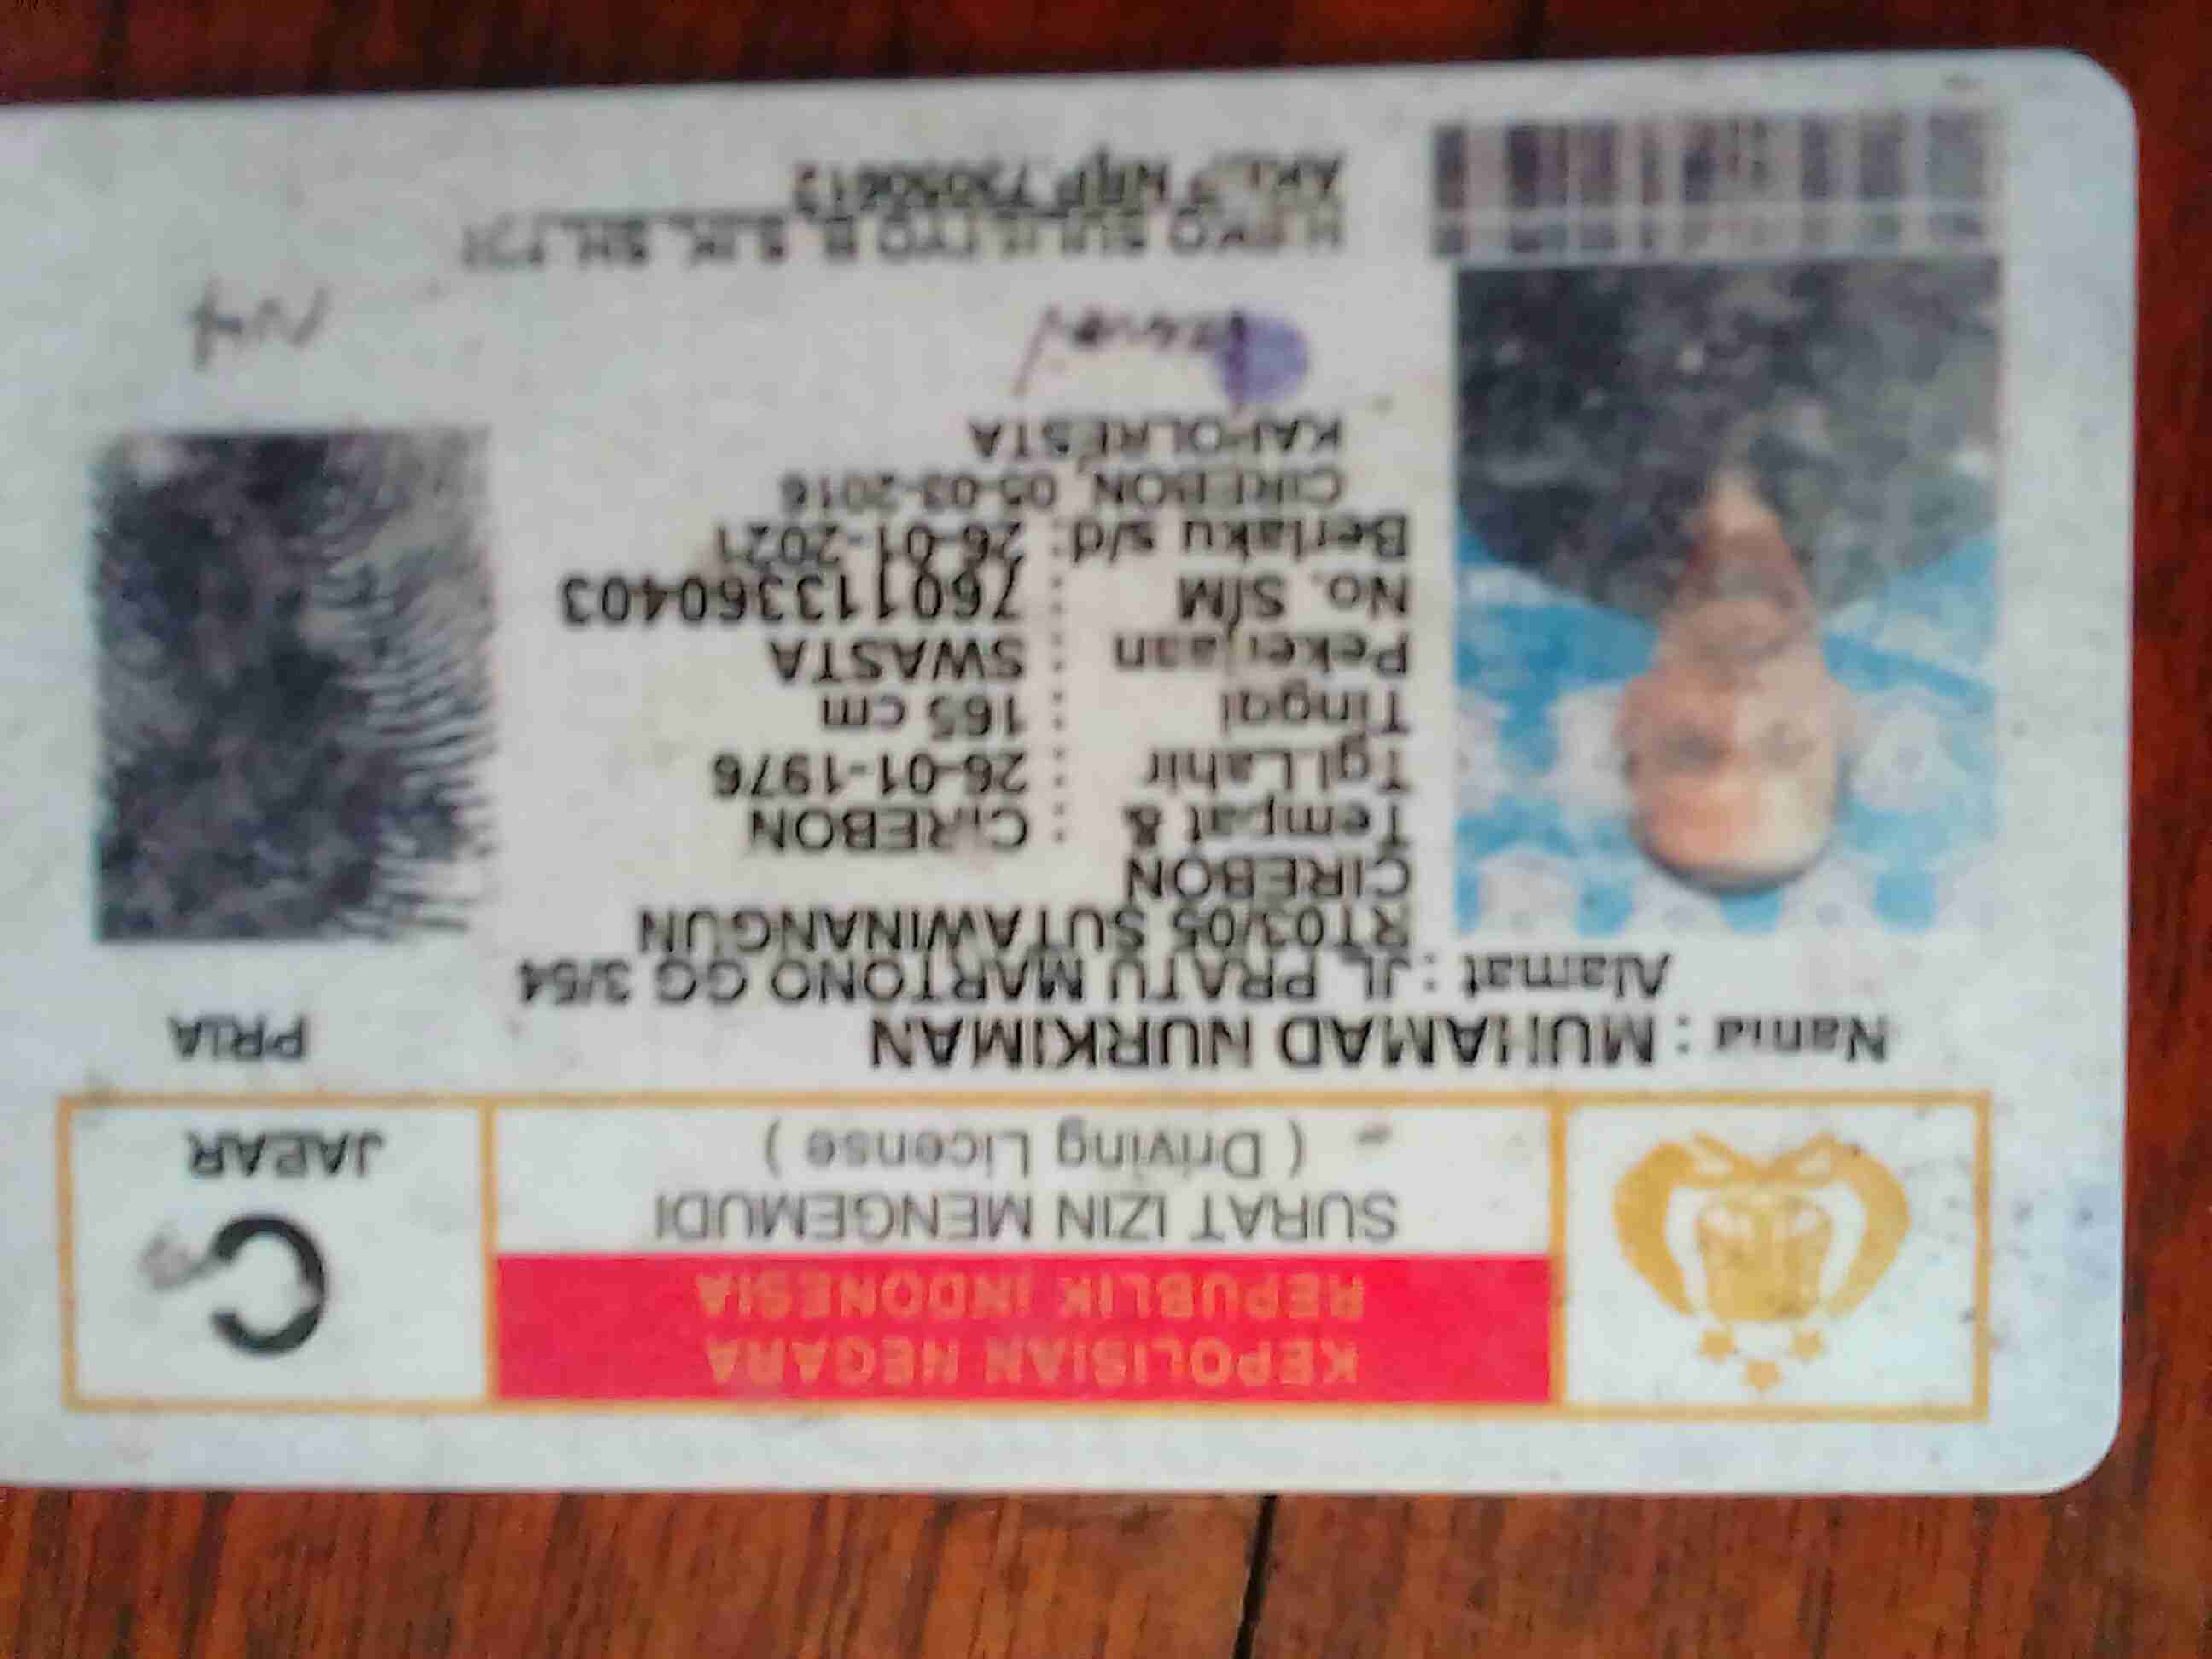 KEPOLISIAN NEGARA
REPUBLIK INDONESIA
SURAT IZIN MENGEMUDI
( Driving License )
C
JABAR
Nama : MUHAMAD NURKIMAN
PRIA
Alamat : JL PRATU MARTONO GG 3/54
RT03/05 SUTAWINANGUN
CIREBON
Tempat & : CIREBON
Tgl Lahir : 26-01-1976
Tinggi : 165 cm
Pekerjaan : SWASTA
No. SIM : 760113360403
Berlaku s/d : 26-01-2021
CIREBON, 05-03-2016
KAPOLRESTA